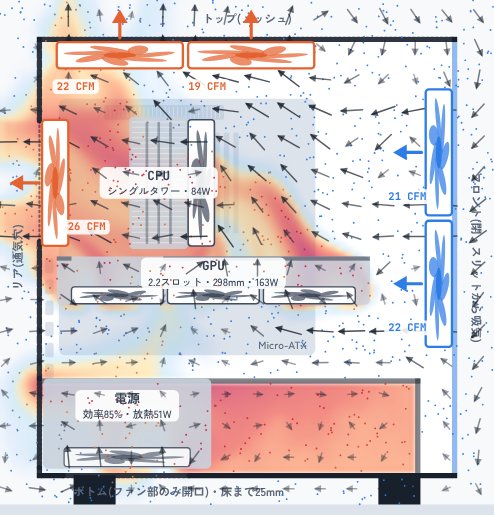 トップ(メッシュ)
22 CFM
19 CFM
CPU
シングルタワー・84W
21 CFM
26 CFM
リア(通気穴)
GPU
2.2スロット・298mm・163W
22 CFM
Micro-ATX
電源
効率85%・放熱51W
ボトム(ファン部のみ開口)・床まで25mm